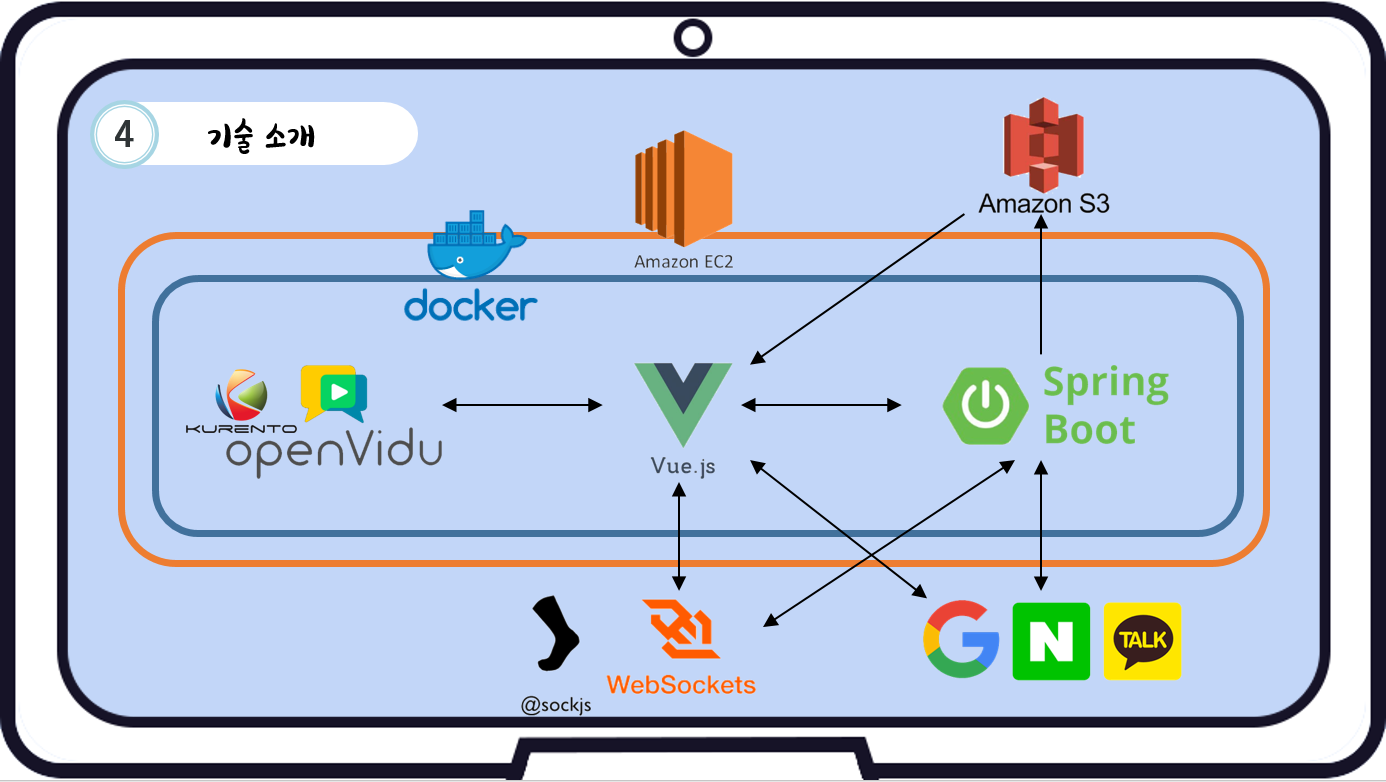 4
기술 소개
Amazon S3
Amazon EC2
docker
KURENTO
openVidu
Vue.js
Spring
Boot
@sockjs
WebSockets
G
N
TALK